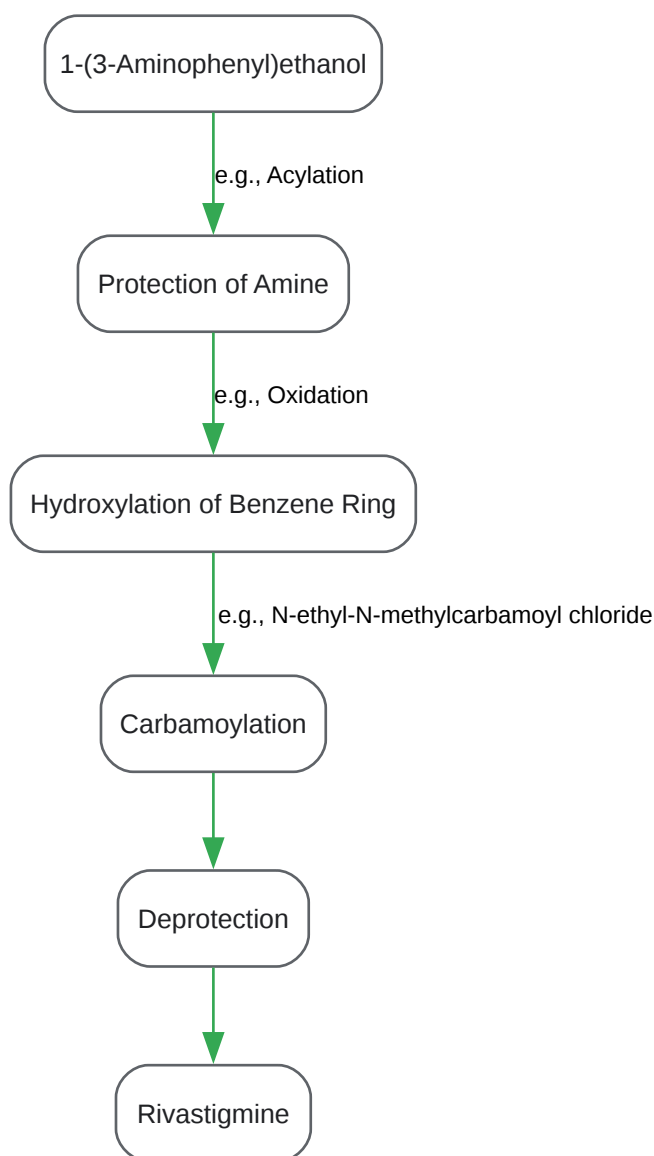 1-(3-Aminophenyl)ethanol
e.g., Acylation
Protection of Amine
e.g., Oxidation
Hydroxylation of Benzene Ring
e.g., N-ethyl-N-methylcarbamoyl chloride
Carbamoylation
Deprotection
Rivastigmine